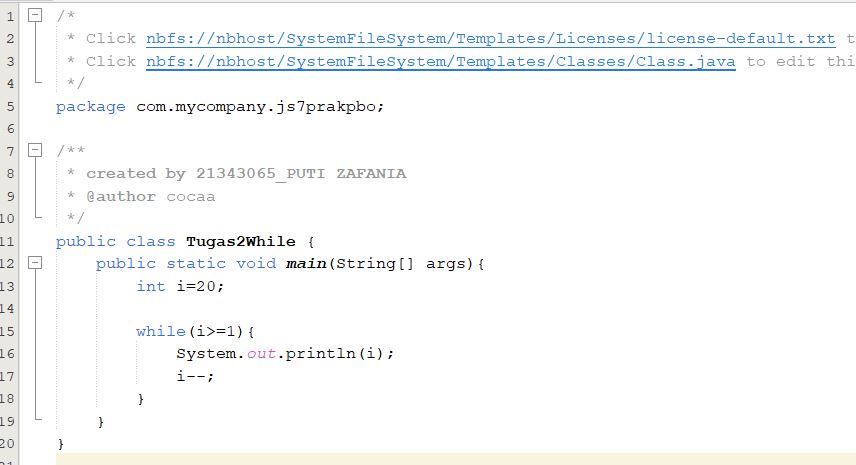 1 /*
2 * Click nbfs://nbhost/SystemFileSystem/Templates/Licenses/license-default.txt t
3 * Click nbfs://nbhost/SystemFileSystem/Templates/Classes/Class.java to edit thi
4 */
5 package com.mycompany.js7prakpbo;
6
7 /**
8 * created by 21343065_PUTI ZAFANIA
9 * @author cocaa
10 */
11 public class Tugas2While {
12 public static void main(String[] args){
13 int i=20;
14
15 while(i>=1){
16 System.out.println(i);
17 i--;
18 }
19 }
20 }
21